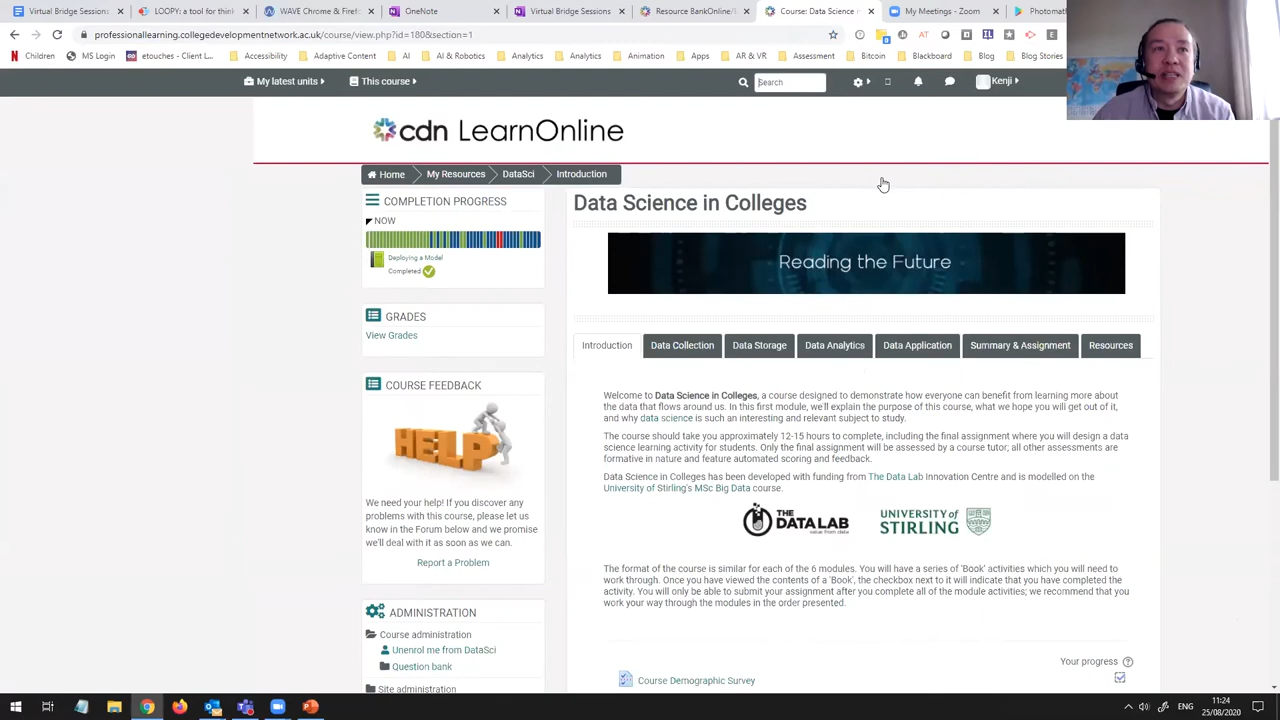 Virtual Bridge Sessions
LOOPY: a tool for think
WAVE Chrome & Firef
cdNote
Virtual Bridge Sessions
Resource BankOnline/
Course: Data Science i
My Meetings - Zoom
Photomath
professionallearning.collegedevelopmentnetwork.ac.uk/course/view.php?id=180&section=1
Children
MS Login
etouches - Client L...
Accessibility
Adaptive Content
AI
AI & Robotics
Analytics
Analytics
Animation
Apps
AR & VR
Assessment
Bitcoin
Blackboard
Blog
Blog Stories
My latest units
This course
Search
Kenji
cdn LearnOnline
Home
My Resources
DataSci
Introduction
COMPLETION PROGRESS
NOW
Deploying a Model
Completed
GRADES
View Grades
COURSE FEEDBACK
HELP
We need your help! If you discover any
problems with this course, please let us
know in the Forum below and we promise
we'll deal with it as soon as we can.
Report a Problem
ADMINISTRATION
Course administration
Unenrol me from DataSci
Question bank
Site administration
Data Science in Colleges
Reading the Future
Introduction
Data Collection
Data Storage
Data Analytics
Data Application
Summary & Assignment
Resources
Welcome to Data Science in Colleges, a course designed to demonstrate how everyone can benefit from learning more about
the data that flows around us. In this first module, we'll explain the purpose of this course, what we hope you will get out of it,
and why data science is such an interesting and relevant subject to study.
The course should take you approximately 12-15 hours to complete, including the final assignment where you will design a data
science learning activity for students. Only the final assignment will be assessed by a course tutor; all other assessments are
formative in nature and feature automated scoring and feedback.
Data Science in Colleges has been developed with funding from The Data Lab Innovation Centre and is modelled on the
University of Stirling's MSc Big Data course.
THE DATALAB
value from data
UNIVERSITY of
STIRLING
The format of the course is similar for each of the 6 modules. You will have a series of 'Book' activities which you will need to
work through. Once you have viewed the contents of a 'Book', the checkbox next to it will indicate that you have completed the
activity. You will only be able to submit your assignment after you complete all of the module activities; we recommend that you
work your way through the modules in the order presented.
Your progress
Course Demographic Survey
ENG
11:24
25/08/2020